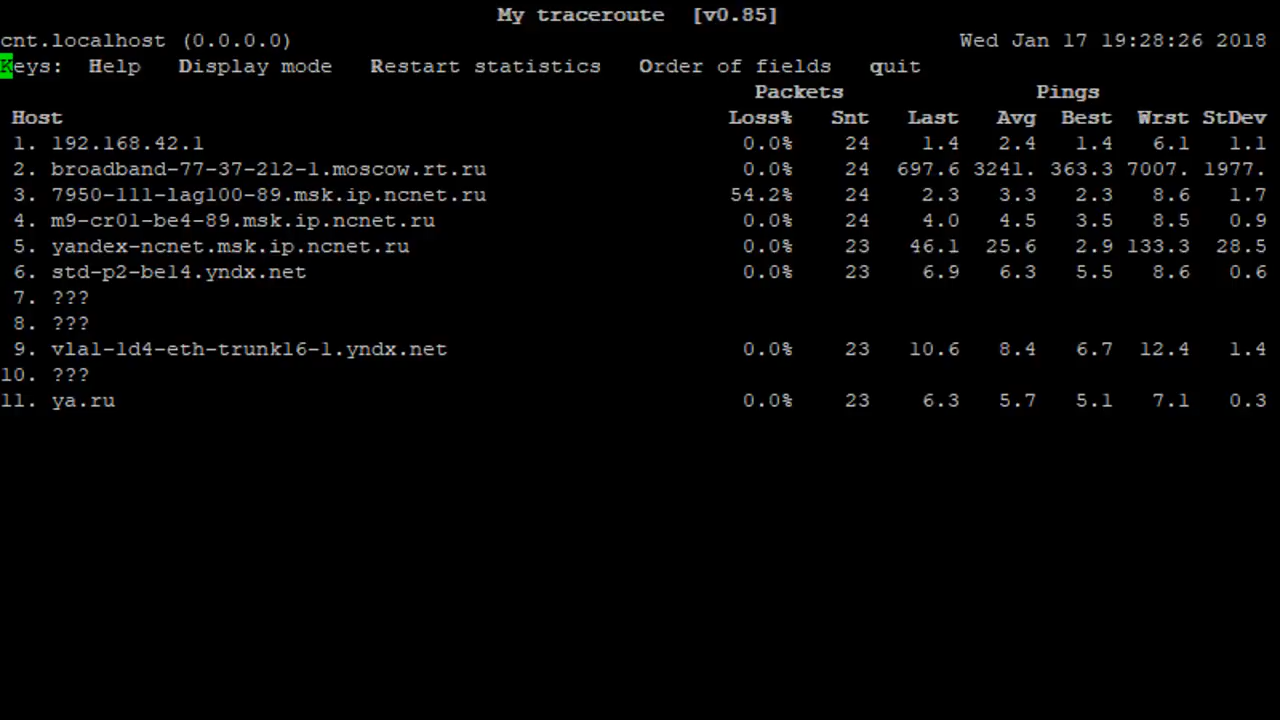 My traceroute [v0.85]
cnt.localhost (0.0.0.0) Wed Jan 17 19:28:26 2018
Keys: Help Display mode Restart statistics Order of fields quit
Packets Pings
Host Loss% Snt Last Avg Best Wrst StDev
1. 192.168.42.1 0.0% 24 1.4 2.4 1.4 6.1 1.1
2. broadband-77-37-212-1.moscow.rt.ru 0.0% 24 697.6 3241. 363.3 7007. 1977.
3. 7950-111-lag100-89.msk.ip.ncnet.ru 54.2% 24 2.3 3.3 2.3 8.6 1.7
4. m9-cr01-be4-89.msk.ip.ncnet.ru 0.0% 24 4.0 4.5 3.5 8.5 0.9
5. yandex-ncnet.msk.ip.ncnet.ru 0.0% 23 46.1 25.6 2.9 133.3 28.5
6. std-p2-be14.yndx.net 0.0% 23 6.9 6.3 5.5 8.6 0.6
7. ???
8. ???
9. vla1-1d4-eth-trunk16-1.yndx.net 0.0% 23 10.6 8.4 6.7 12.4 1.4
10. ???
11. ya.ru 0.0% 23 6.3 5.7 5.1 7.1 0.3